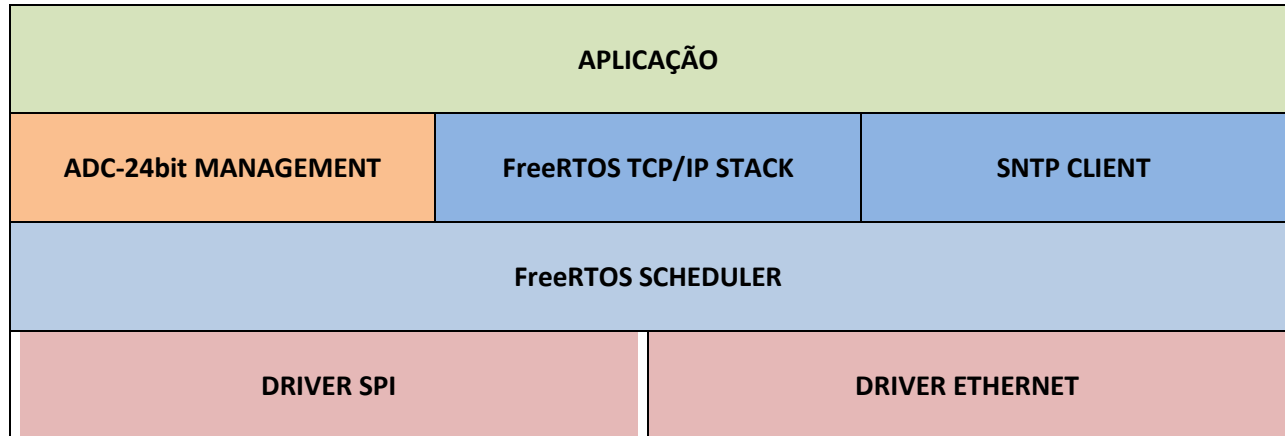 APLICAÇÃO
ADC-24bit MANAGEMENT
FreeRTOS TCP/IP STACK
SNTP CLIENT
FreeRTOS SCHEDULER
DRIVER SPI
DRIVER ETHERNET